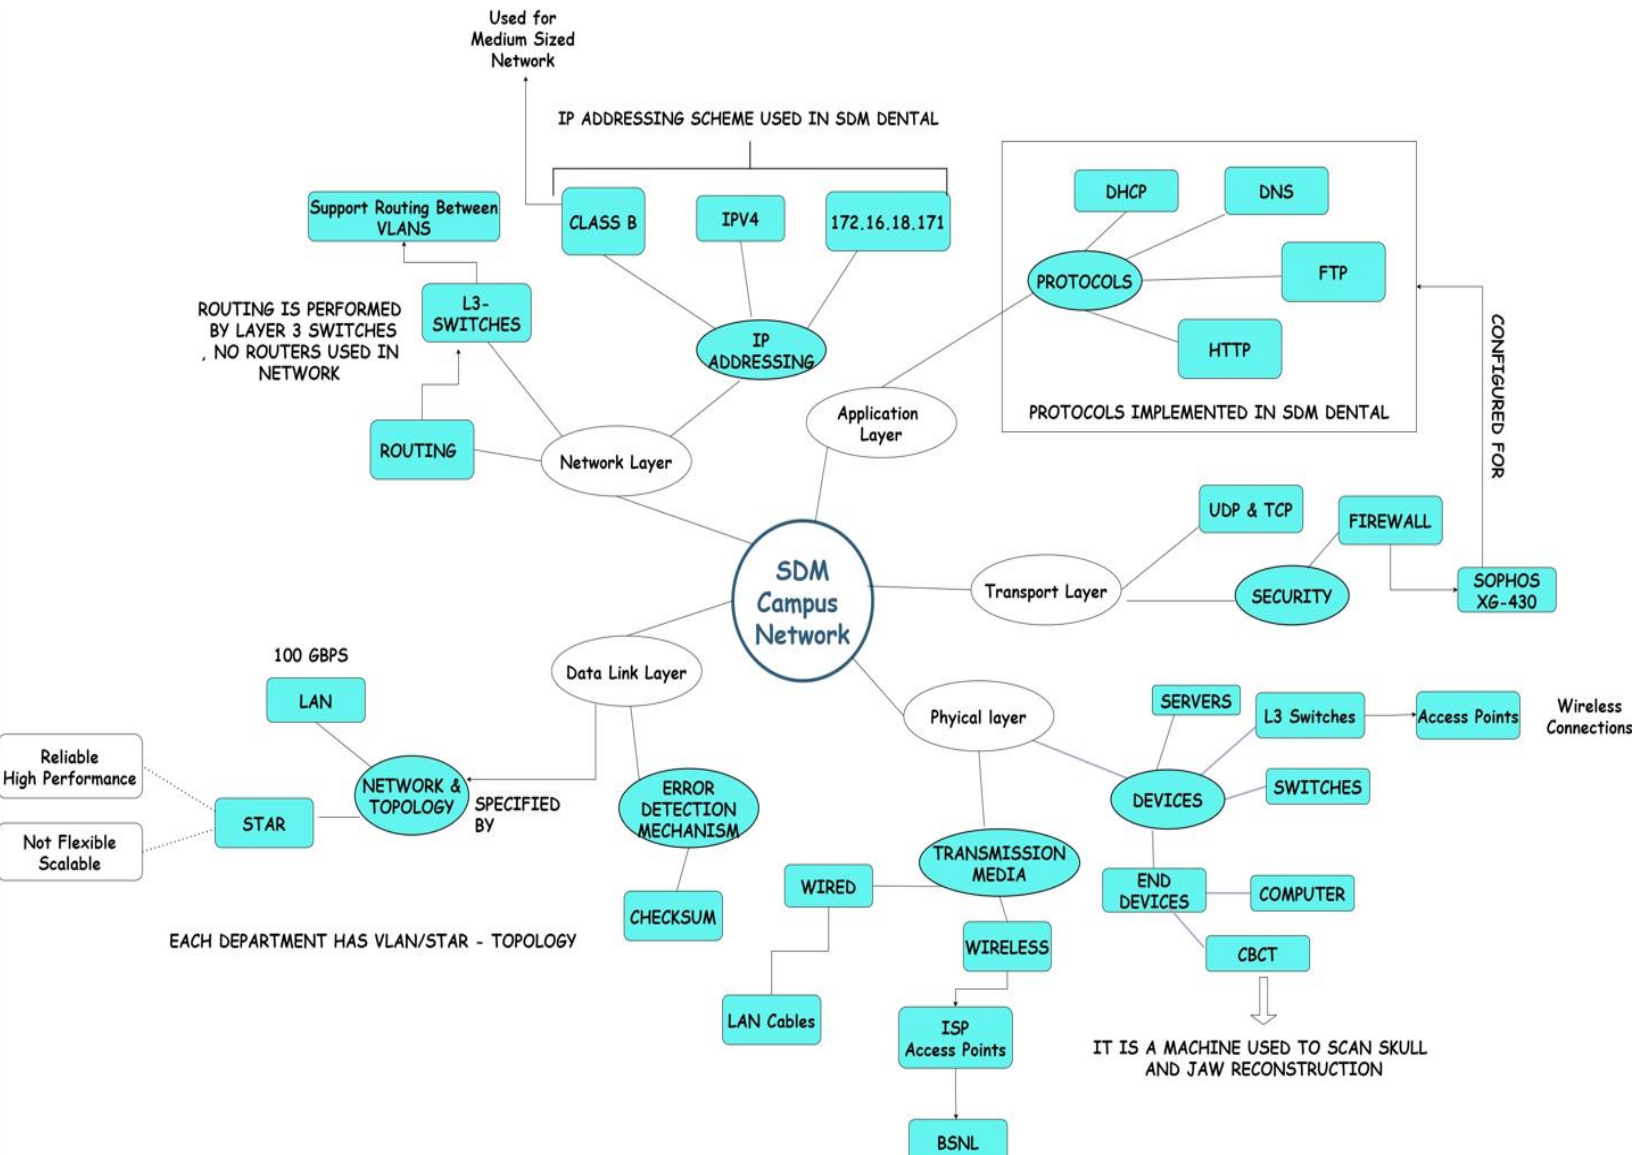 Used for
Medium Sized
Network
IP ADDRESSING SCHEME USED IN SDM DENTAL
Support Routing Between
VLANS
CLASS B
IPV4
172.16.18.171
L3-
SWITCHES
ROUTING IS PERFORMED
BY LAYER 3 SWITCHES
, NO ROUTERS USED IN
NETWORK
IP
ADDRESSING
ROUTING
Network Layer
DHCP
DNS
PROTOCOLS
FTP
HTTP
PROTOCOLS IMPLEMENTED IN SDM DENTAL
CONFIGURED FOR
Application
Layer
SDM
Campus
Network
Transport Layer
UDP & TCP
FIREWALL
SECURITY
SOPHOS
XG-430
Data Link Layer
100 GBPS
LAN
Reliable
High Performance
Not Flexible
Scalable
STAR
NETWORK &
TOPOLOGY
SPECIFIED
BY
ERROR
DETECTION
MECHANISM
CHECKSUM
EACH DEPARTMENT HAS VLAN/STAR - TOPOLOGY
Phyical layer
SERVERS
L3 Switches
Access Points
Wireless
Connections
DEVICES
SWITCHES
END
DEVICES
COMPUTER
CBCT
IT IS A MACHINE USED TO SCAN SKULL
AND JAW RECONSTRUCTION
TRANSMISSION
MEDIA
WIRED
LAN Cables
WIRELESS
ISP
Access Points
BSNL